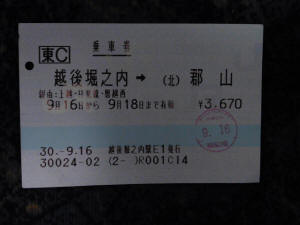 東C 乗車券
越後堀之内 → (北) 郡山
経由:上越・只見線・磐越西
9月16日から 9月18日まで有効 ¥3,670
9.16
30.-9.16 越後堀之内駅E1発行
30024-02 (2- )R001C14